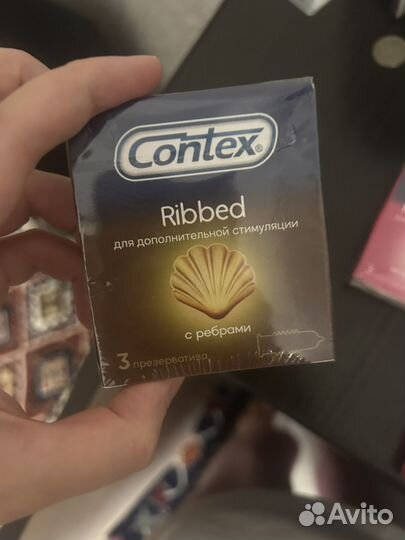 Contex®
Ribbed
для дополнительной стимуляции
с ребрами
3 презерватива
Avito